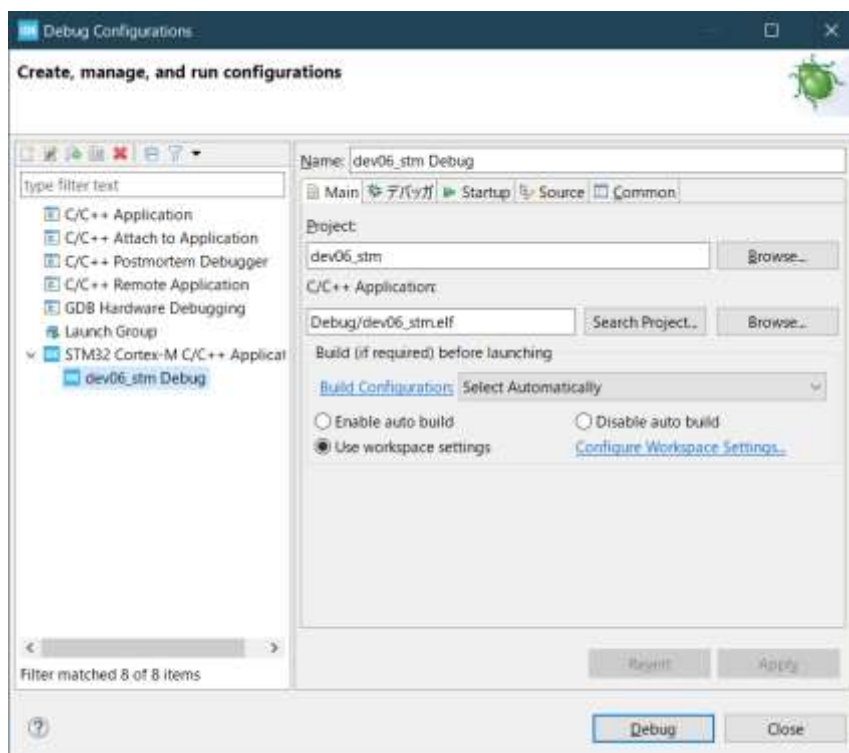 IDE Debug Configurations
Create, manage, and run configurations
type filter text
C/C++ Application
C/C++ Attach to Application
C/C++ Postmortem Debugger
C/C++ Remote Application
GDB Hardware Debugging
Launch Group
STM32 Cortex-M C/C++ Applicat
IDE dev06_stm Debug
Filter matched 8 of 8 items
Name: dev06_stm Debug
Main デバッガ Startup Source Common
Project:
dev06_stm Browse...
C/C++ Application:
Debug/dev06_stm.elf Search Project... Browse...
Build (if required) before launching
Build Configuration: Select Automatically
Enable auto build Disable auto build
Use workspace settings Configure Workspace Settings...
Revert Apply
? Debug Close